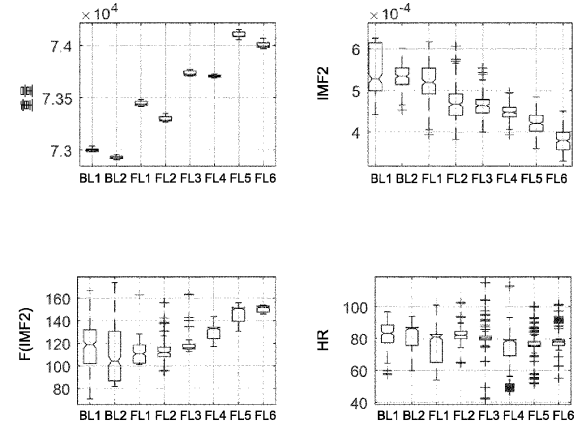 × 10⁴
7.4
7.35
7.3
重量
BL1 BL2 FL1 FL2 FL3 FL4 FL5 FL6
× 10⁻⁴
6
5
4
IMF2
BL1 BL2 FL1 FL2 FL3 FL4 FL5 FL6
160
140
120
100
80
F(IMF2)
BL1 BL2 FL1 FL2 FL3 FL4 FL5 FL6
100
80
60
40
HR
BL1 BL2 FL1 FL2 FL3 FL4 FL5 FL6